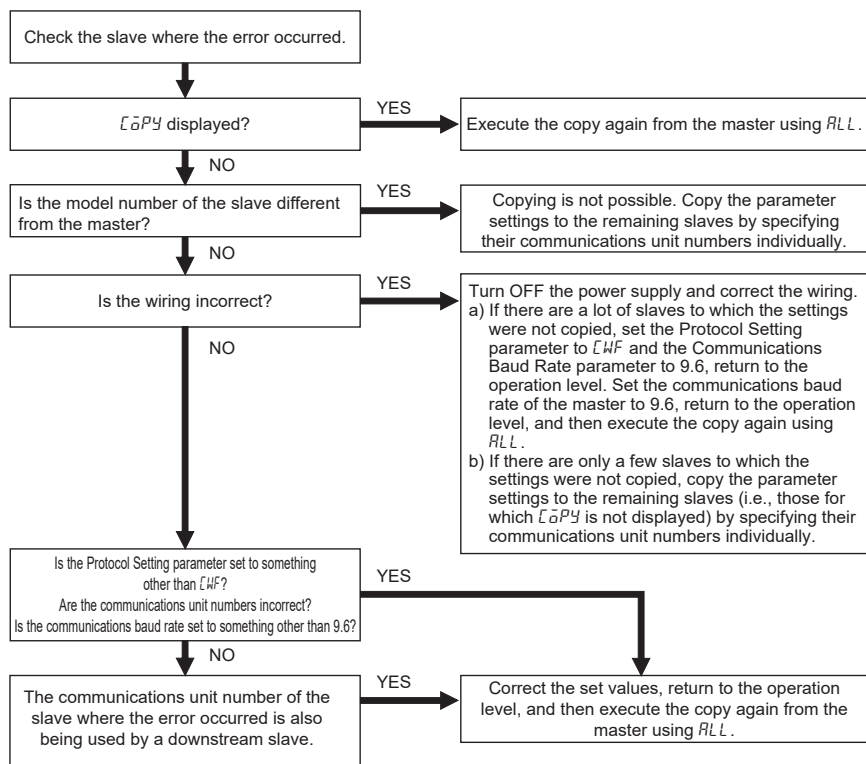 Check the slave where the error occurred.
YES
CoPY displayed?
Execute the copy again from the master using ALL.
NO
YES
Is the model number of the slave different
from the master?
Copying is not possible. Copy the parameter
settings to the remaining slaves by specifying
their communications unit numbers individually.
NO
YES
Is the wiring incorrect?
NO
Turn OFF the power supply and correct the wiring.
a) If there are a lot of slaves to which the settings
were not copied, set the Protocol Setting
parameter to CWF and the Communications
Baud Rate parameter to 9.6, return to the
operation level. Set the communications baud
rate of the master to 9.6, return to the operation
level, and then execute the copy again using
ALL.
b) If there are only a few slaves to which the
settings were not copied, copy the parameter
settings to the remaining slaves (i.e., those for
which CoPY is not displayed) by specifying their
communications unit numbers individually.
Is the Protocol Setting parameter set to something
other than CWF?
Are the communications unit numbers incorrect?
Is the communications baud rate set to something other than 9.6?
YES
NO
The communications unit number of the
slave where the error occurred is also
being used by a downstream slave.
YES
Correct the set values, return to the operation
level, and then execute the copy again from the
master using ALL.